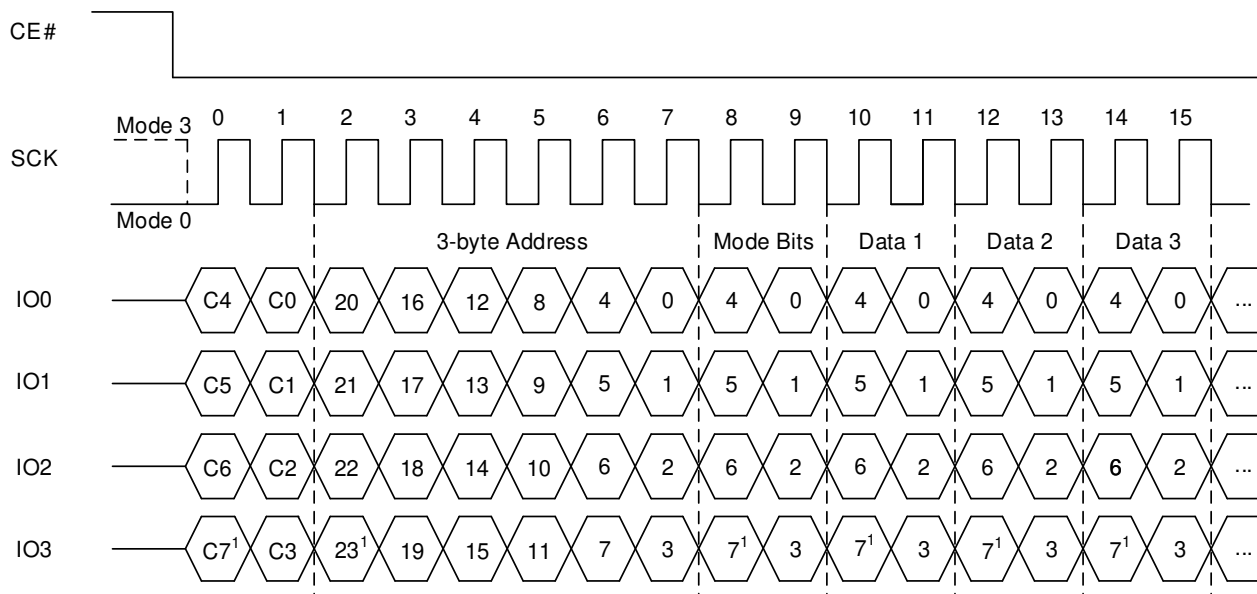 CE#
0 1 2 3 4 5 6 7 8 9 10 11 12 13 14 15
Mode 3
SCK
Mode 0
3-byte Address Mode Bits Data 1 Data 2 Data 3
IO0 C4 C0 20 16 12 8 4 0 4 0 4 0 4 0 4 0 ...
IO1 C5 C1 21 17 13 9 5 1 5 1 5 1 5 1 5 1 ...
IO2 C6 C2 22 18 14 10 6 2 6 2 6 2 6 2 6 2 ...
IO3 C7¹ C3 23¹ 19 15 11 7 3 7¹ 3 7¹ 3 7¹ 3 7¹ 3 ...